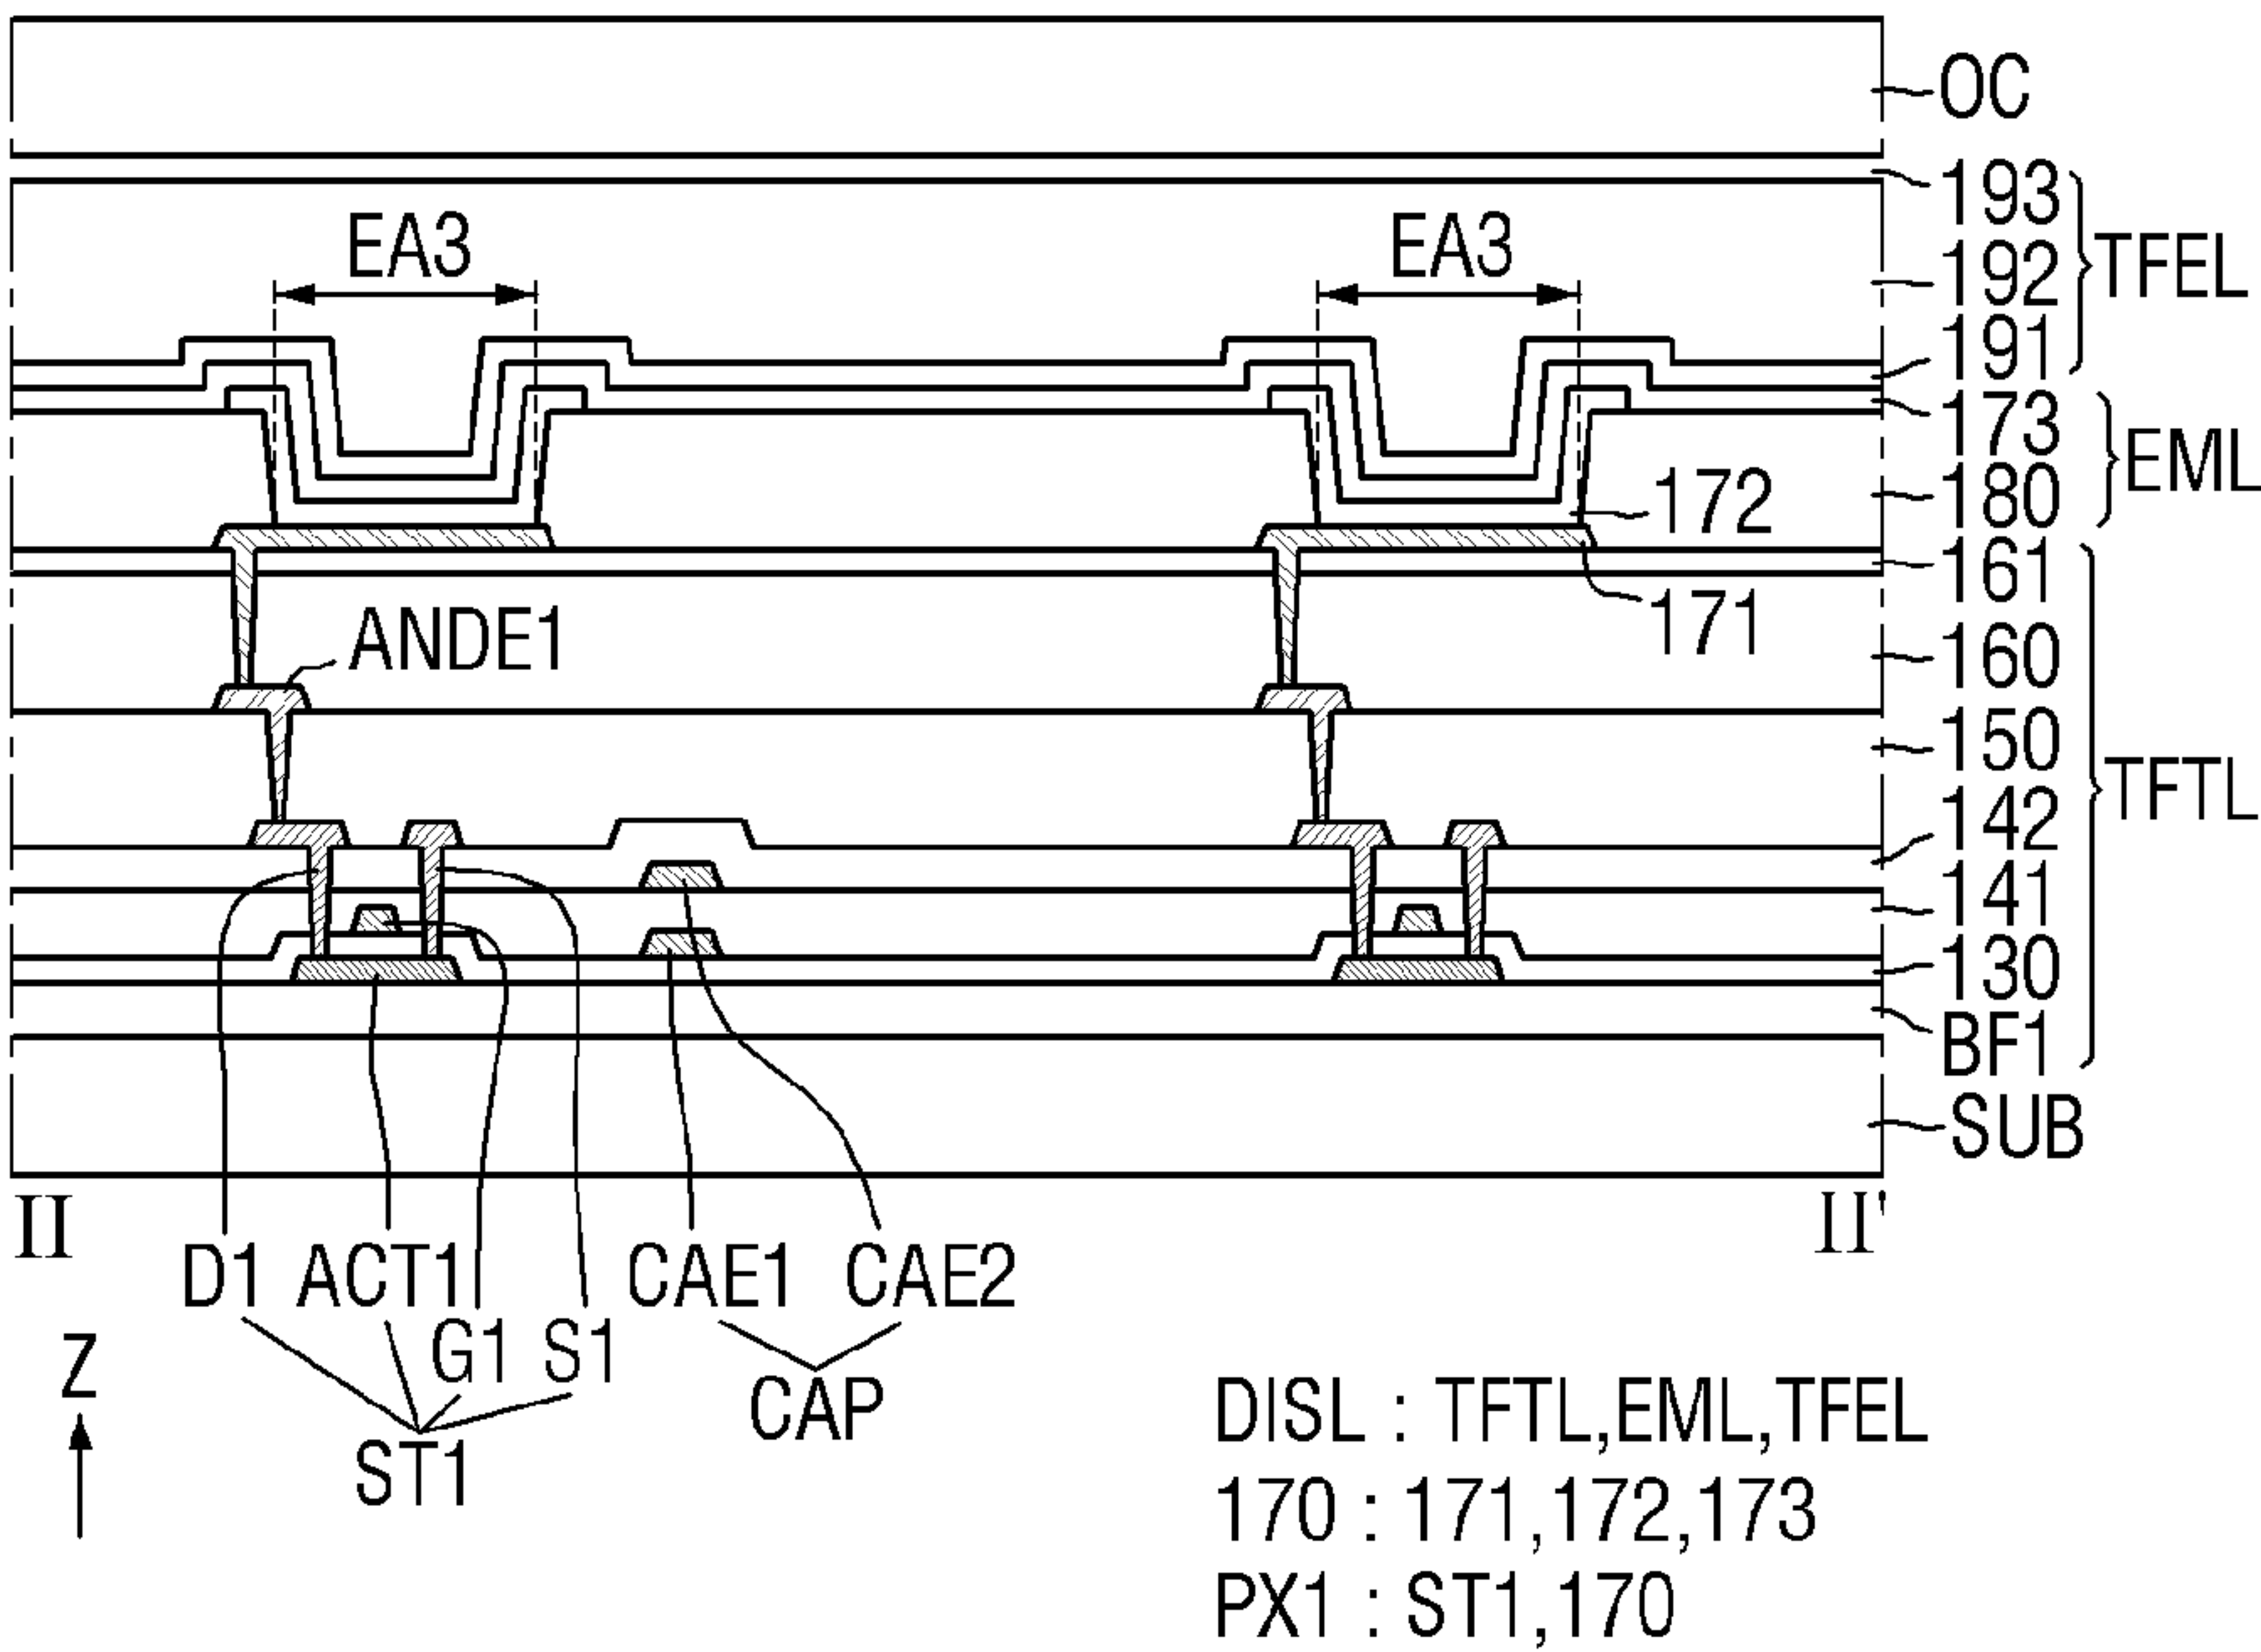 OC
193
EA3
EA3
192
TFEL
191
173
EML
172
180
161
171
ANDE1
160
150
TFTL
142
141
130
BF1
SUB
II
II'
D1 ACT1 CAE1 CAE2
G1 S1
Z
CAP
ST1
DISL : TFTL,EML,TFEL
170 : 171,172,173
PX1 : ST1,170